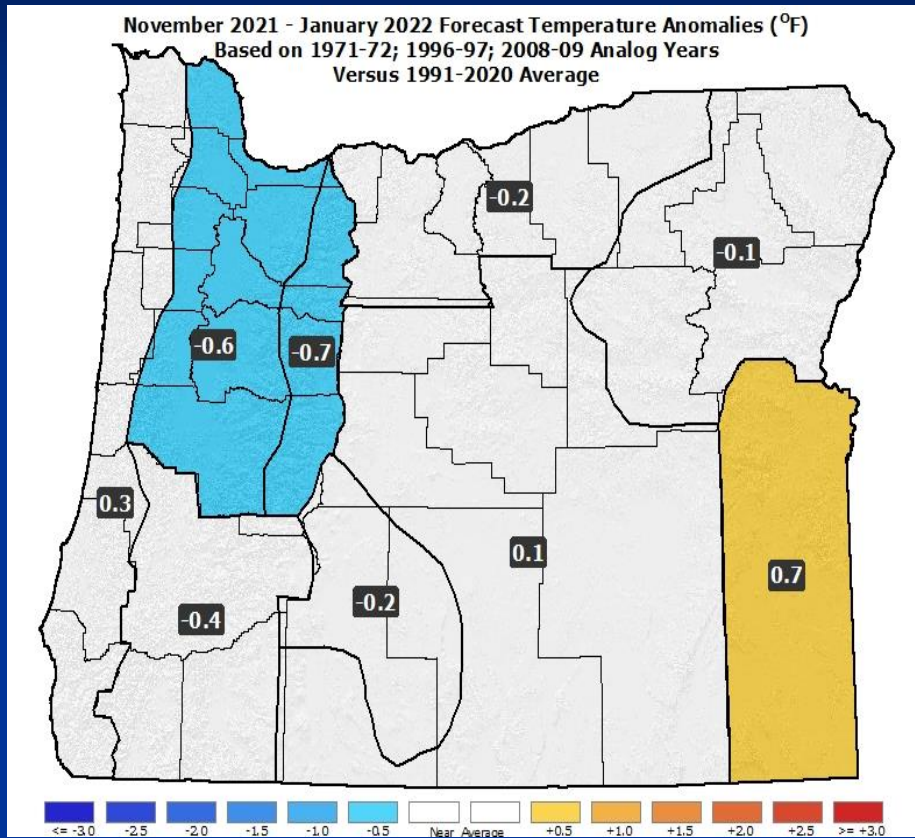 November 2021 - January 2022 Forecast Temperature Anomalies (°F)
Based on 1971-72; 1996-97; 2008-09 Analog Years
Versus 1991-2020 Average
-0.2
-0.1
-0.6
-0.7
0.3
0.1
0.7
-0.2
-0.4
<= -3.0 -2.5 -2.0 -1.5 -1.0 -0.5 Near Average +0.5 +1.0 +1.5 +2.0 +2.5 >= +3.0